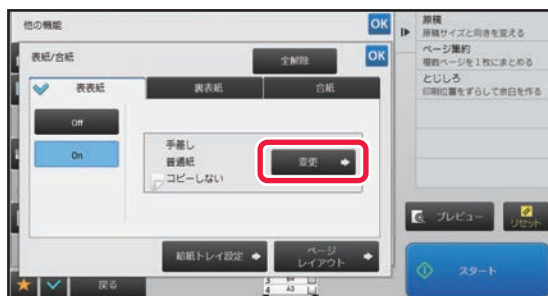 他の機能
OK
表紙/合紙
全解除
OK
表表紙
裏表紙
合紙
Off
On
手差し
普通紙
コピーしない
変更
給紙トレイ設定
ページ
レイアウト
戻る
4 A3
原稿
原稿サイズと向きを変える
ページ集約
複数ページを1枚にまとめる
とじしろ
印刷位置をずらして余白を作る
プレビュー
リセット
スタート